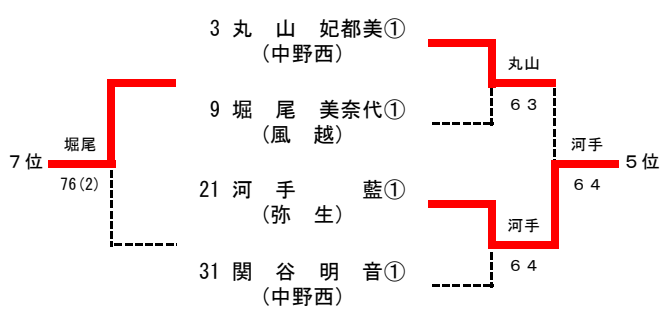 3 丸 山 妃都美①
(中野西)
丸山
6 3
9 堀 尾 美奈代①
(風 越)
堀尾
7位
76(2)
河手
5位
6 4
21 河 手 藍①
(弥 生)
河手
6 4
31 関 谷 明 音①
(中野西)